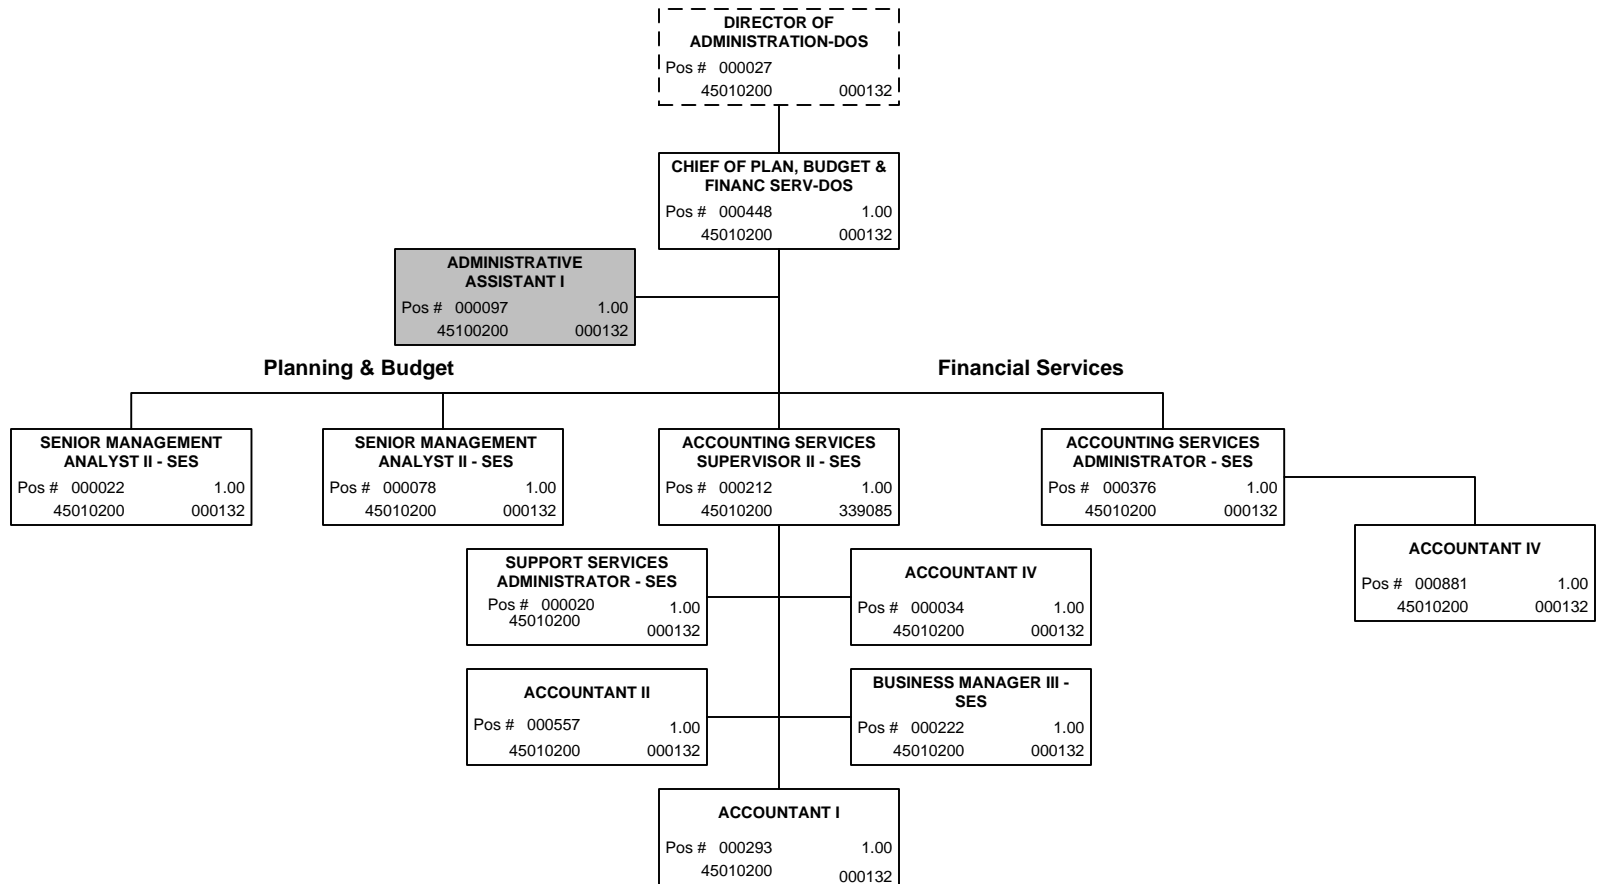 DIRECTOR OF
ADMINISTRATION-DOS
Pos # 000027
45010200 000132
CHIEF OF PLAN, BUDGET &
FINANC SERV-DOS
Pos # 000448 1.00
45010200 000132
ADMINISTRATIVE
ASSISTANT I
Pos # 000097 1.00
45100200 000132
Planning & Budget
Financial Services
SENIOR MANAGEMENT
ANALYST II - SES
Pos # 000022 1.00
45010200 000132
SENIOR MANAGEMENT
ANALYST II - SES
Pos # 000078 1.00
45010200 000132
ACCOUNTING SERVICES
SUPERVISOR II - SES
Pos # 000212 1.00
45010200 339085
ACCOUNTING SERVICES
ADMINISTRATOR - SES
Pos # 000376 1.00
45010200 000132
ACCOUNTANT IV
Pos # 000881 1.00
45010200 000132
SUPPORT SERVICES
ADMINISTRATOR - SES
Pos # 000020 1.00
45010200 000132
ACCOUNTANT IV
Pos # 000034 1.00
45010200 000132
ACCOUNTANT II
Pos # 000557 1.00
45010200 000132
BUSINESS MANAGER III -
SES
Pos # 000222 1.00
45010200 000132
ACCOUNTANT I
Pos # 000293 1.00
45010200 000132